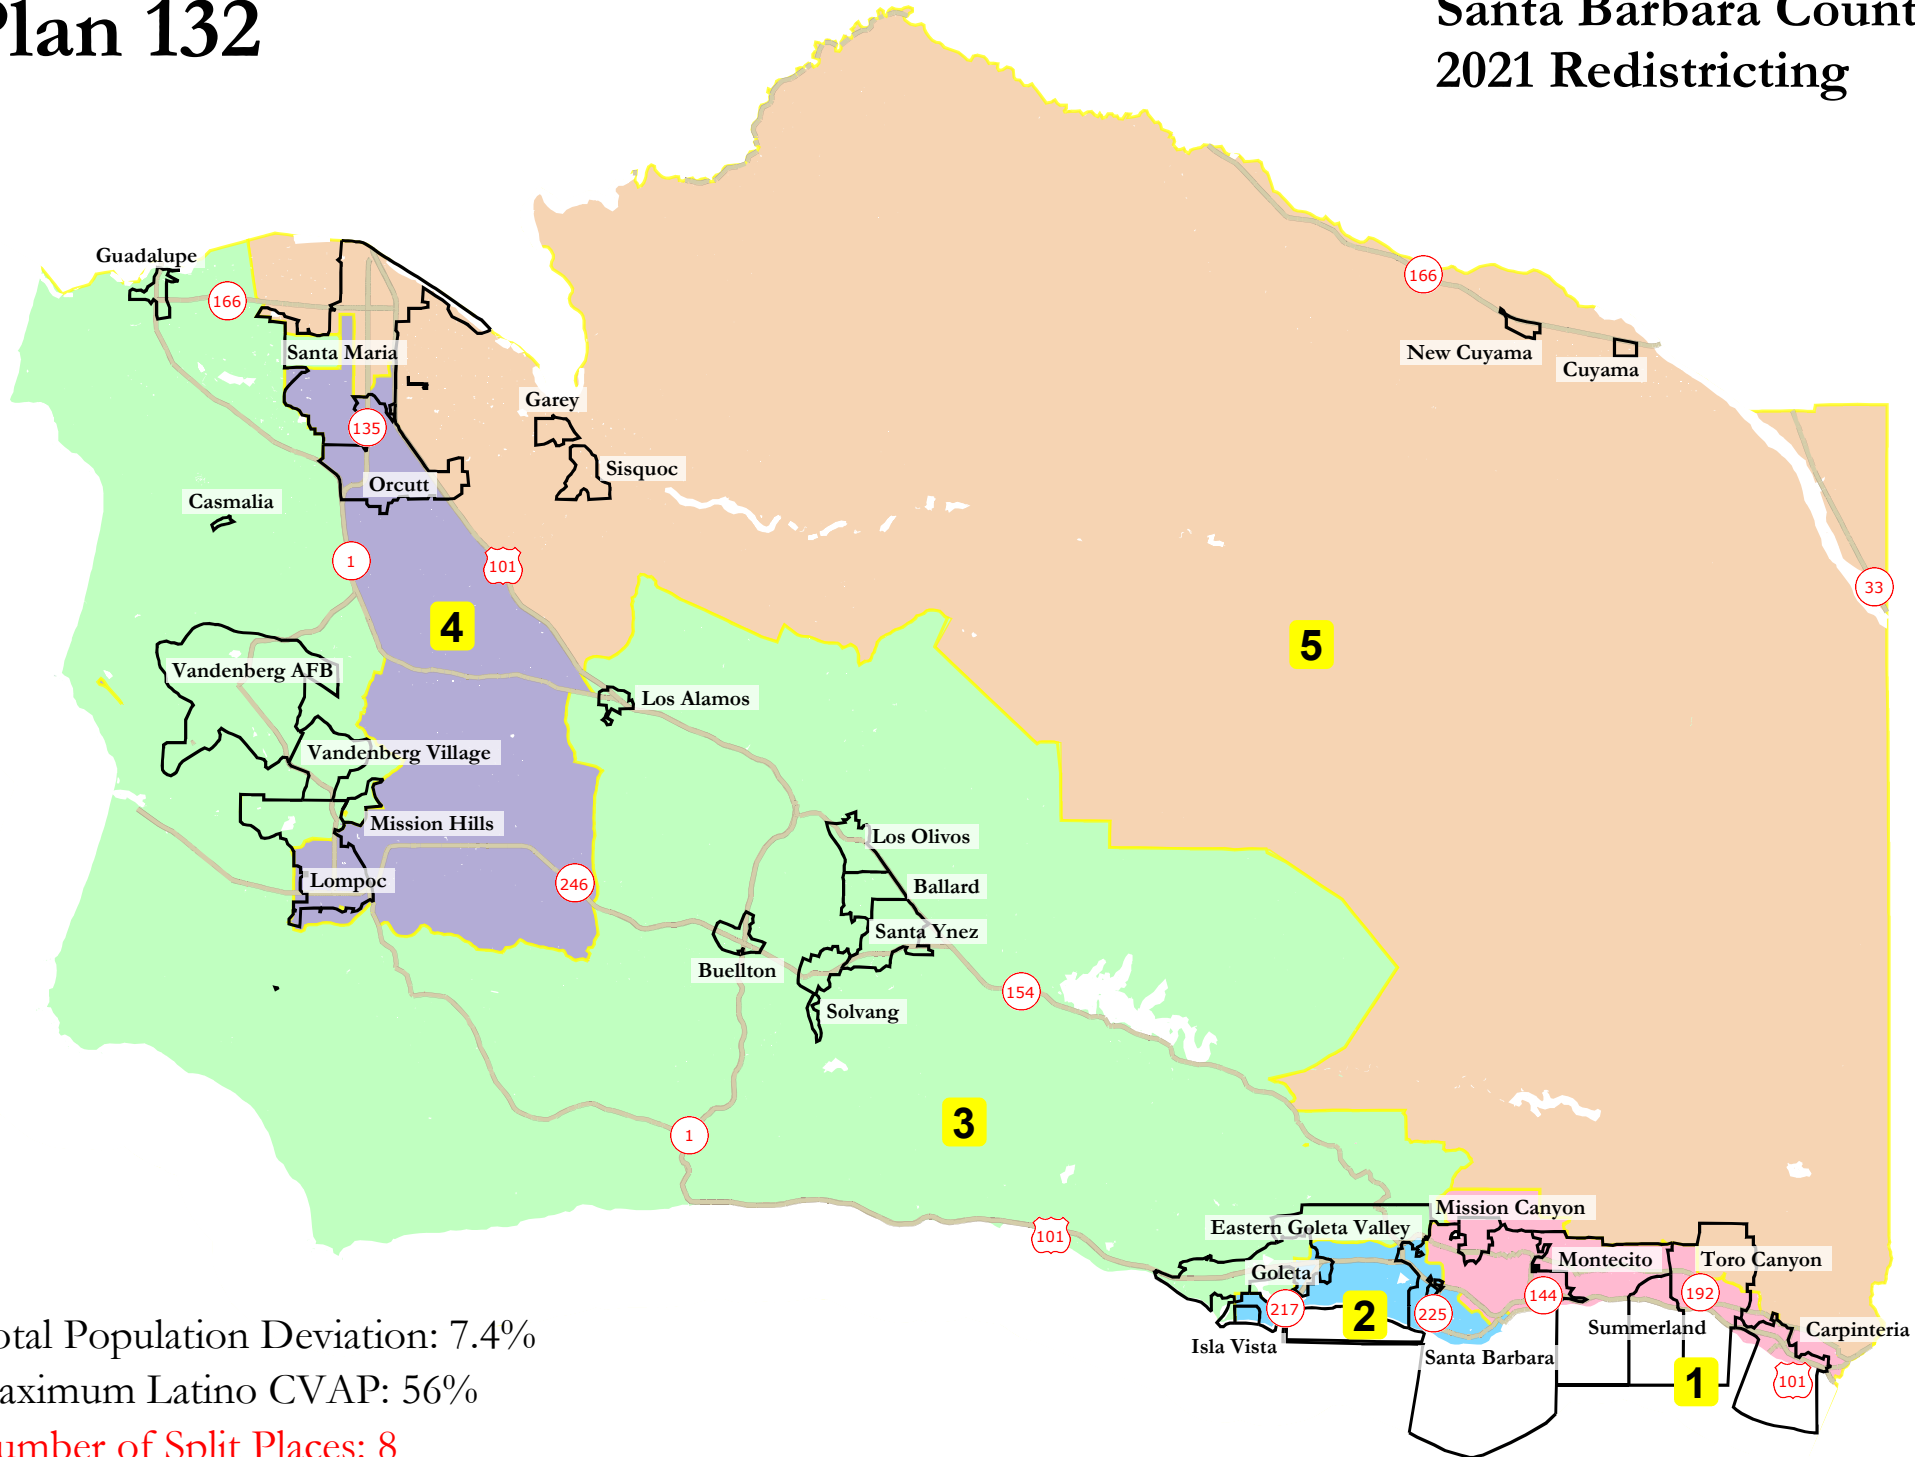 Plan 132
Santa Barbara Count
2021 Redistricting
Guadalupe
166
166
Santa Maria
New Cuyama
Cuyama
Garey
135
Sisquoc
Orcutt
Casmalia
1
101
33
4
5
Vandenberg AFB
Los Alamos
Vandenberg Village
Mission Hills
Los Olivos
Lompoc
246
Ballard
Santa Ynez
Buellton
154
Solvang
3
1
Mission Canyon
Eastern Goleta Valley
101
Montecito
Toro Canyon
Goleta
217
2
225
144
192
Summerland
Carpinteria
Isla Vista
Santa Barbara
1
101
otal Population Deviation: 7.4%
aximum Latino CVAP: 56%
umber of Split Places: 8